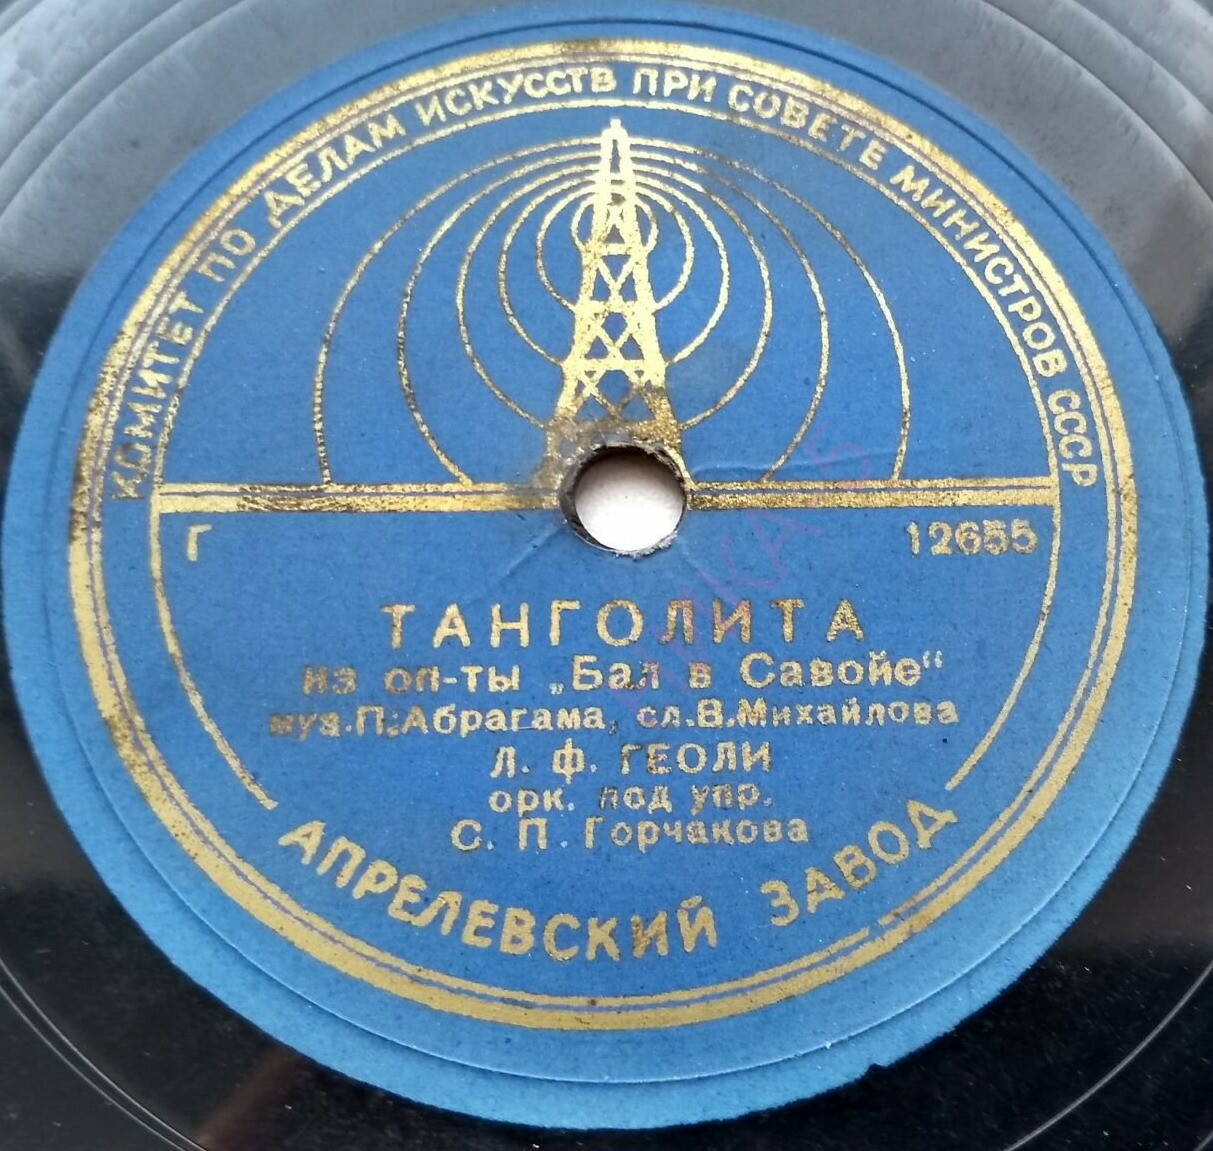 КОМИТЕТ ПО ДЕЛАМ ИСКУССТВ ПРИ СОВЕТЕ МИНИСТРОВ СССР
Г 12655
ТАНГОЛИТА
из оп-ты „Бал в Савойе“
муз.П.Абрагама, сл.В.Михайлова
Л. Ф. ГЕОЛИ
орк. под упр.
С. П. Горчакова
АПРЕЛЕВСКИЙ ЗАВОД